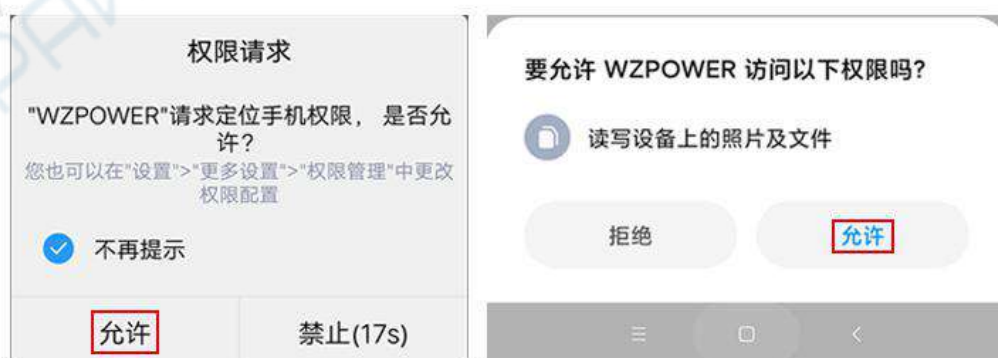 权限请求
"WZPOWER"请求定位手机权限， 是否允
许?
您也可以在"设置">"更多设置">"权限管理"中更改
权限配置
不再提示
允许
禁止(17s)
要允许 WZPOWER 访问以下权限吗?
读写设备上的照片及文件
拒绝
允许